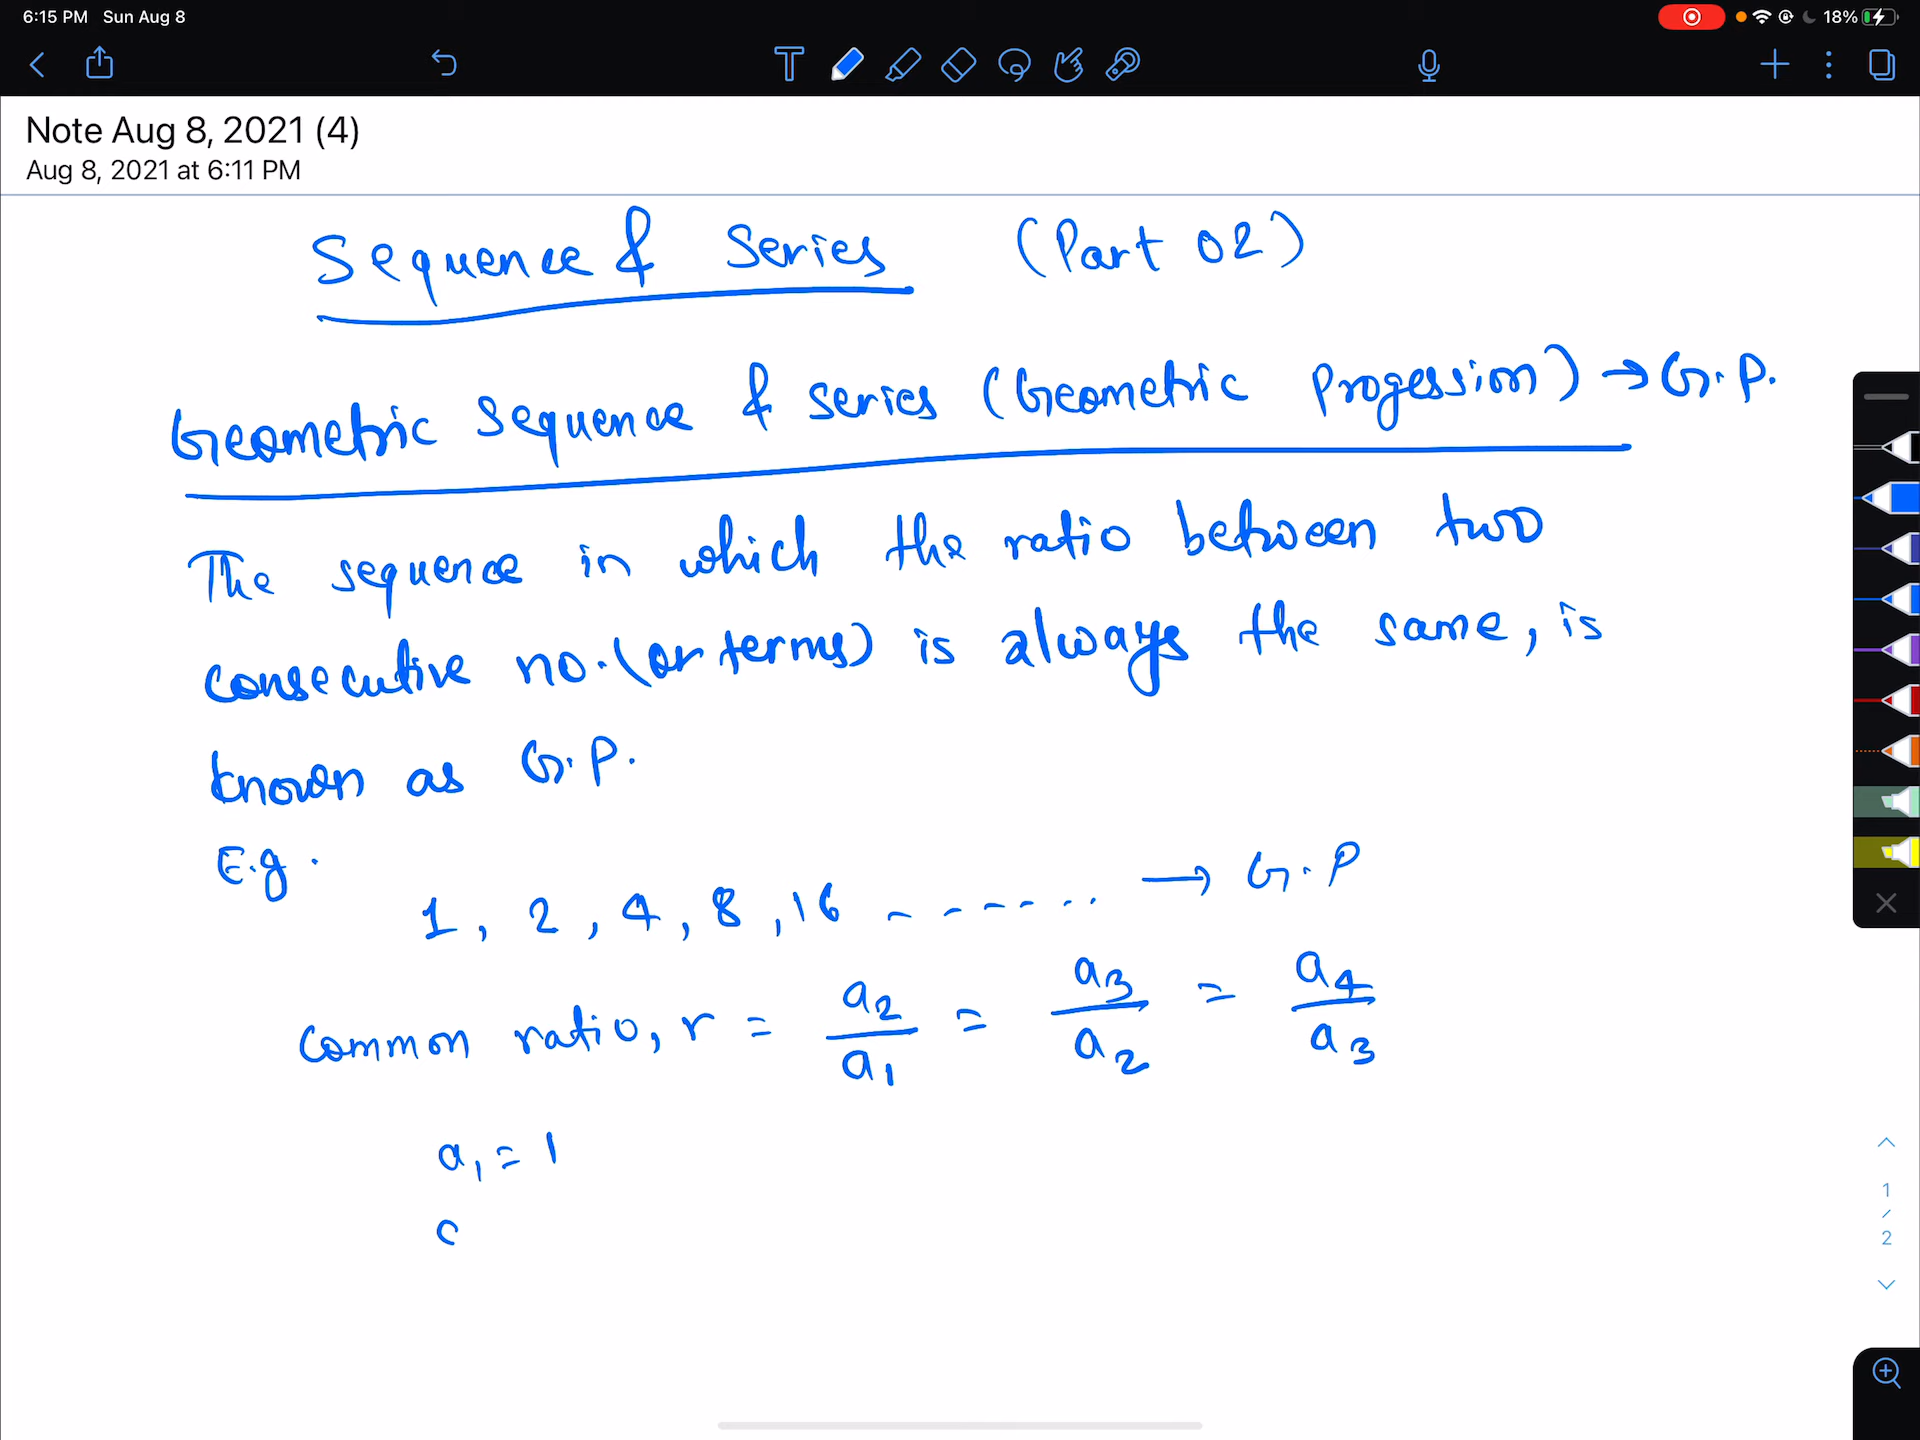 6:15 PM Sun Aug 8
18%
Note Aug 8, 2021 (4)
Aug 8, 2021 at 6:11 PM
Sequence & Series (Part 02)
Geometric Sequence & series (Geometric Progession) → G.P.
The sequence in which the ratio between two
consecutive no. (or terms) is always the same, is
known as G.P.
E.g.
1, 2, 4, 8, 16 ------.. → G.P
Common ratio, r = a₂/a₁ = a₃/a₂ = a₄/a₃
a₁ = 1
1
/
2